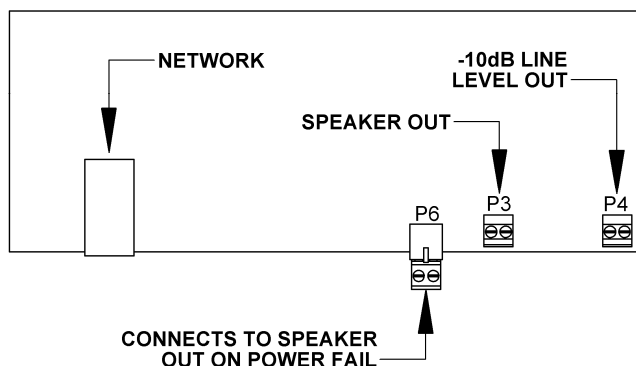 NETWORK
-10dB LINE
LEVEL OUT
SPEAKER OUT
P3
P4
P6
CONNECTS TO SPEAKER
OUT ON POWER FAIL